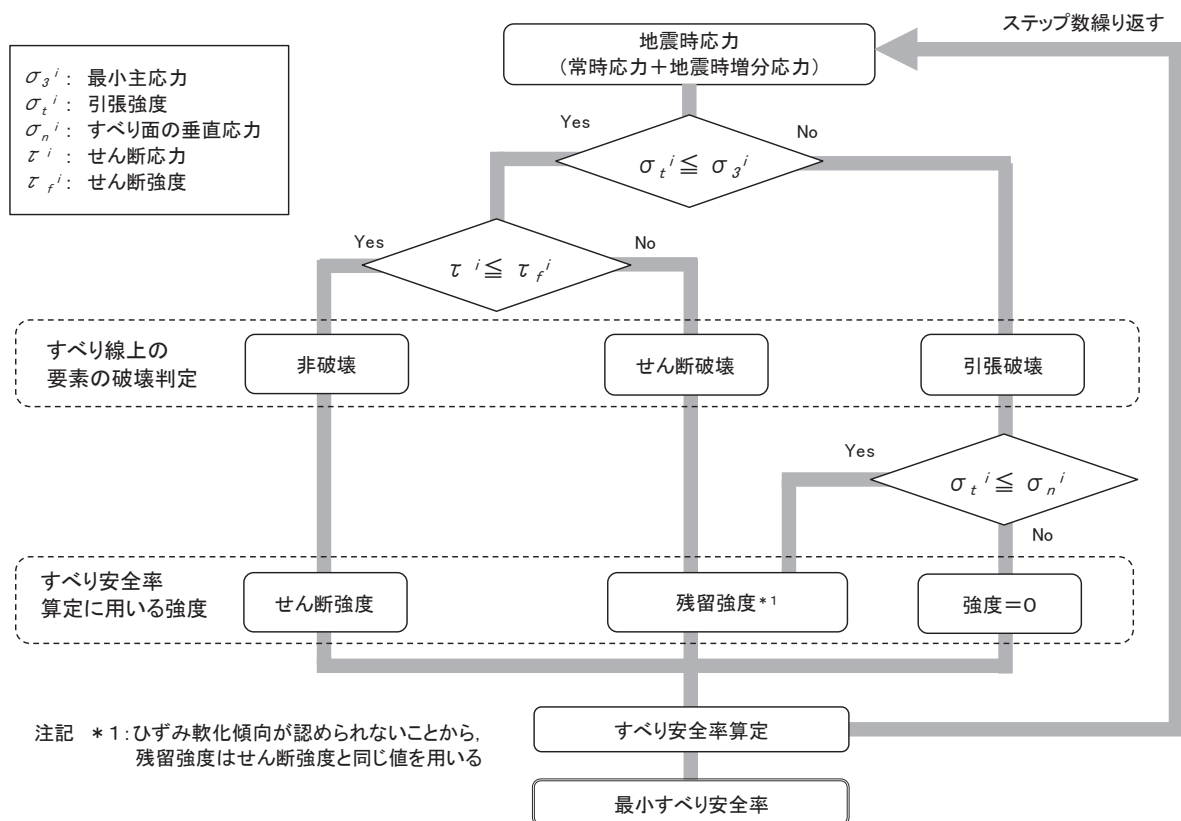 ステップ数繰り返す
地震時応力
（常時応力＋地震時増分応力）
σ₃ⁱ： 最小主応力
σₜⁱ： 引張強度
σₙⁱ： すべり面の垂直応力
τⁱ： せん断応力
τ_fⁱ： せん断強度
Yes
No
σₜⁱ≦σ₃ⁱ
Yes
No
τⁱ≦τ_fⁱ
すべり線上の
要素の破壊判定
非破壊
せん断破壊
引張破壊
Yes
σₜⁱ≦σₙⁱ
No
すべり安全率
算定に用いる強度
せん断強度
残留強度*1
強度＝0
注記 *1：ひずみ軟化傾向が認められないことから，
残留強度はせん断強度と同じ値を用いる
すべり安全率算定
最小すべり安全率